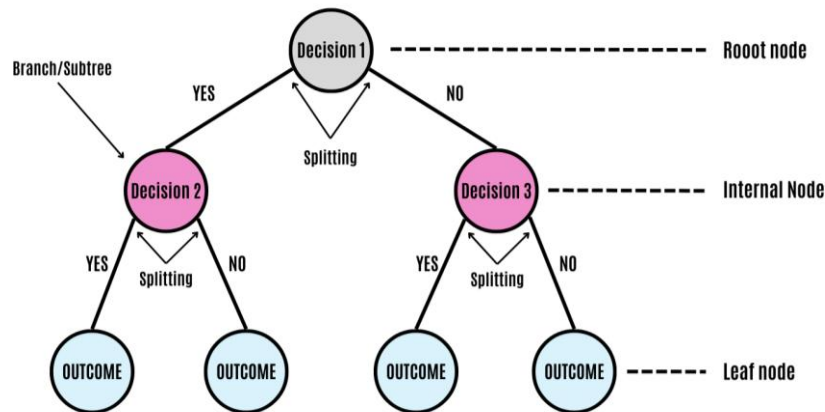 Decision 1
Rooot node
Branch/Subtree
YES
NO
Splitting
Decision 2
Decision 3
Internal Node
YES
NO
Splitting
YES
NO
Splitting
OUTCOME
OUTCOME
OUTCOME
OUTCOME
Leaf node